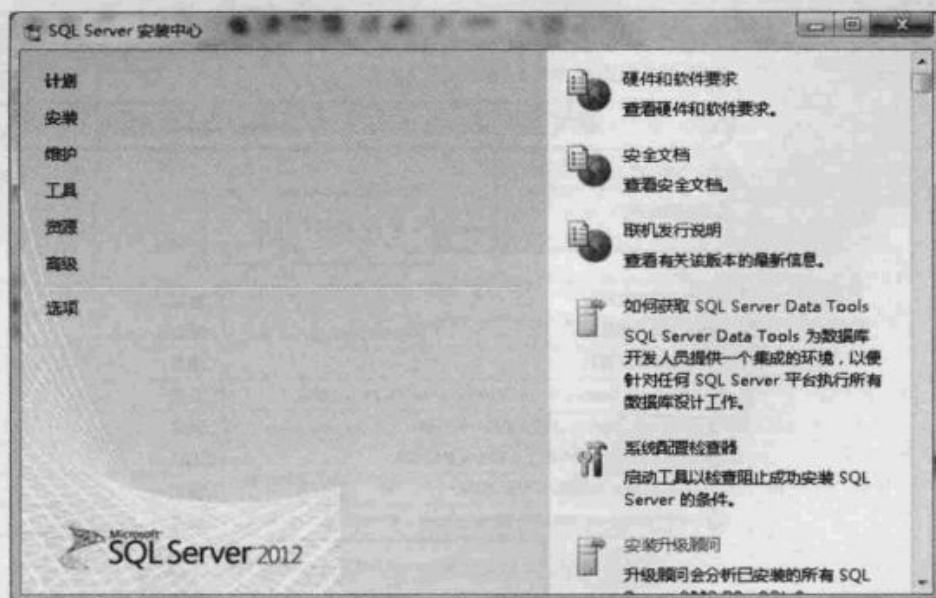 SQL Server 安装中心
计划
安装
维护
工具
资源
高级
选项
硬件和软件要求
查看硬件和软件要求。
安全文档
查看安全文档。
联机发行说明
查看有关该版本的最新信息。
如何获取 SQL Server Data Tools
SQL Server Data Tools 为数据库
开发人员提供一个集成的环境，以便
针对任何 SQL Server 平台执行所有
数据库设计工作。
系统配置检查器
启动工具以检查阻止成功安装 SQL
Server 的条件。
安装升级顾问
升级顾问会分析已安装的所有 SQL
Microsoft
SQL Server 2012